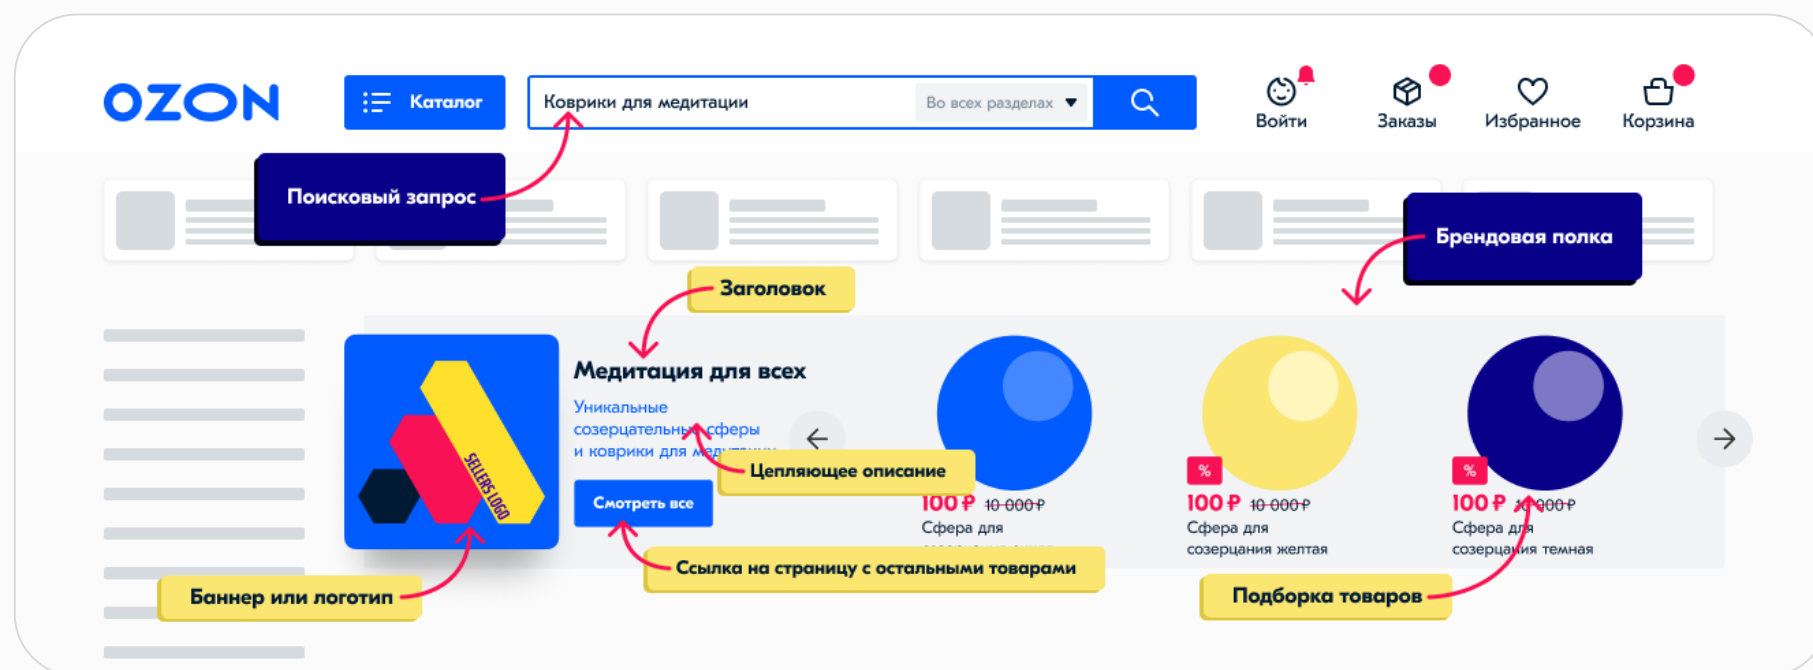 OZON
Каталог
Коврики для медитации
Во всех разделах
Войти
Заказы
Избранное
Корзина
Поисковый запрос
Брендовая полка
Заголовок
Медитация для всех
Уникальные
созерцательные сферы
и коврики для
Цепляющее описание
Смотреть все
SELLERS LOGO
100 ₽ 10 000 ₽
Сфера для
%
100 ₽ 10 000 ₽
Сфера для
созерцания желтая
%
100 ₽ 10 000 ₽
Сфера для
созерцания темная
Ссылка на страницу с остальными товарами
Баннер или логотип
Подборка товаров